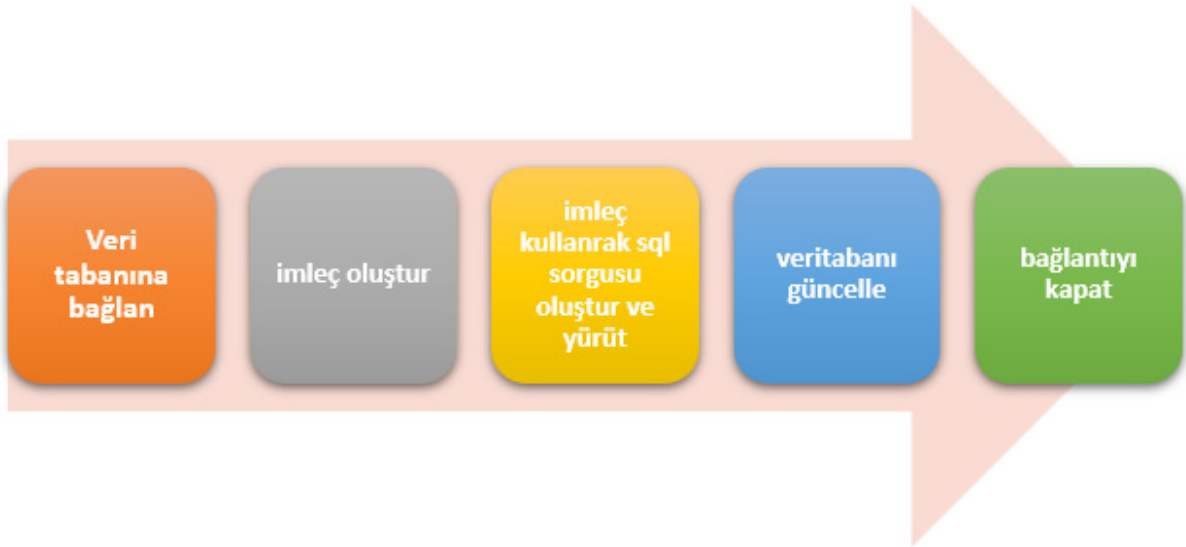 Veri
tabanına
bağlan
imleç oluştur
imleç
kullanrak sql
sorgusu
oluştur ve
yürüt
veritabanı
güncelle
bağlantıyı
kapat